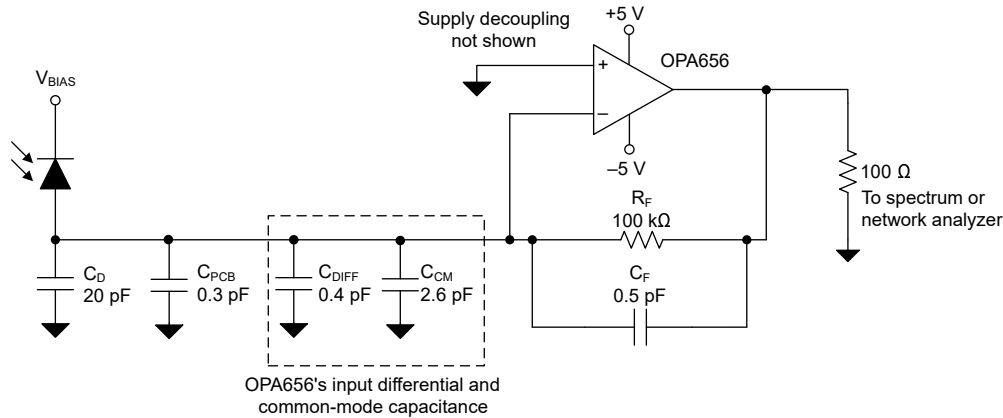 Supply decoupling
not shown
+5 V
OPA656
+
–
–5 V
V_BIAS
R_F
100 kΩ
100 Ω
To spectrum or
network analyzer
C_D
20 pF
C_PCB
0.3 pF
C_DIFF
0.4 pF
C_CM
2.6 pF
C_F
0.5 pF
OPA656's input differential and
common-mode capacitance